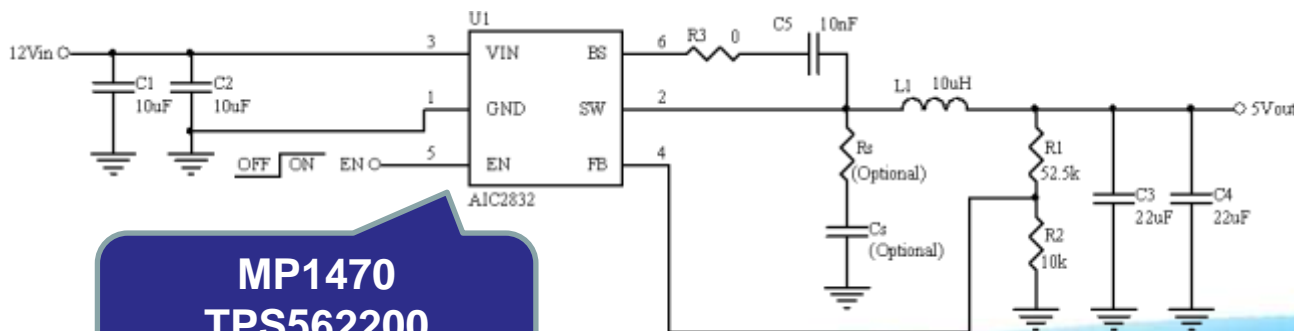 U1
12Vin
3
VIN
BS
6
R3
0
C5
10nF
C1
10uF
C2
10uF
1
GND
SW
2
L1
10uH
5Vout
OFF
ON
EN
5
EN
FB
4
Rs
(Optional)
R1
52.5k
AIC2832
C3
22uF
C4
22uF
Cs
(Optional)
R2
10k
MP1470
TPS562200